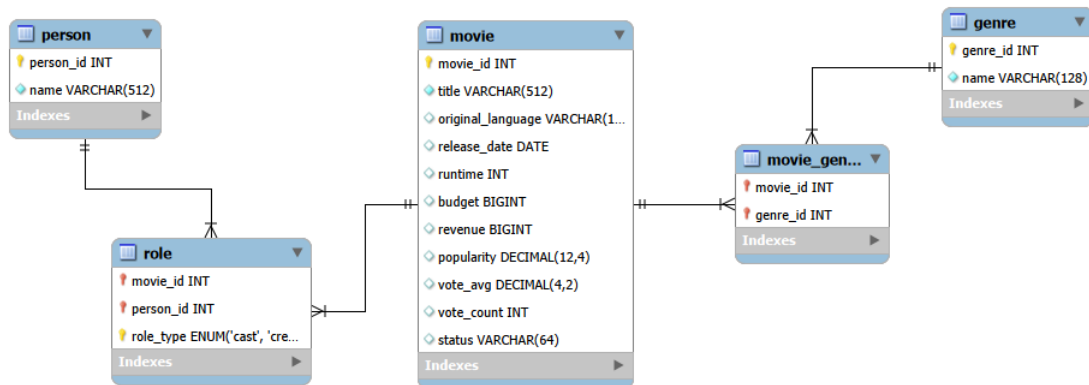 person
person_id INT
name VARCHAR(512)
Indexes
movie
movie_id INT
title VARCHAR(512)
original_language VARCHAR(1...
release_date DATE
runtime INT
budget BIGINT
revenue BIGINT
popularity DECIMAL(12,4)
vote_avg DECIMAL(4,2)
vote_count INT
status VARCHAR(64)
Indexes
genre
genre_id INT
name VARCHAR(128)
Indexes
movie_gen...
movie_id INT
genre_id INT
Indexes
role
movie_id INT
person_id INT
role_type ENUM('cast', 'cre...
Indexes